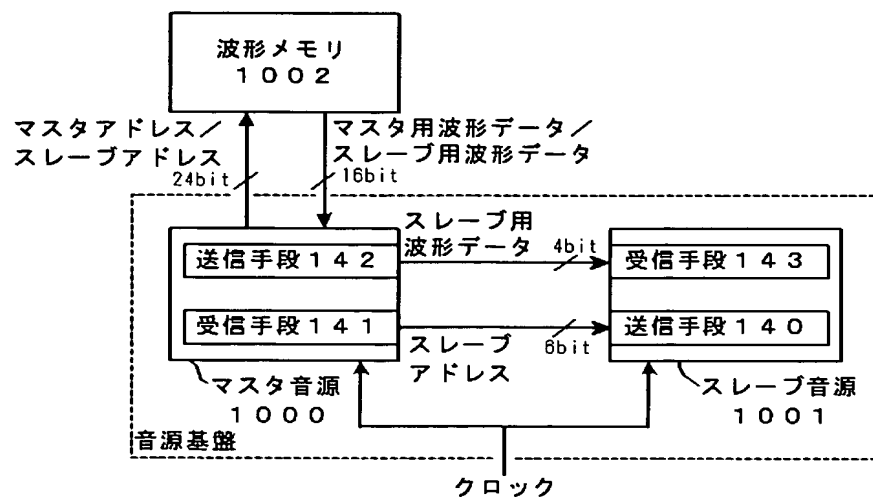 波形メモリ
１００２
マスタアドレス／
スレーブアドレス
24bit
マスタ用波形データ／
スレーブ用波形データ
16bit
送信手段１４２
受信手段１４１
スレーブ用
波形データ
4bit
スレーブ
アドレス
6bit
受信手段１４３
送信手段１４０
マスタ音源
１０００
スレーブ音源
１００１
音源基盤
クロック